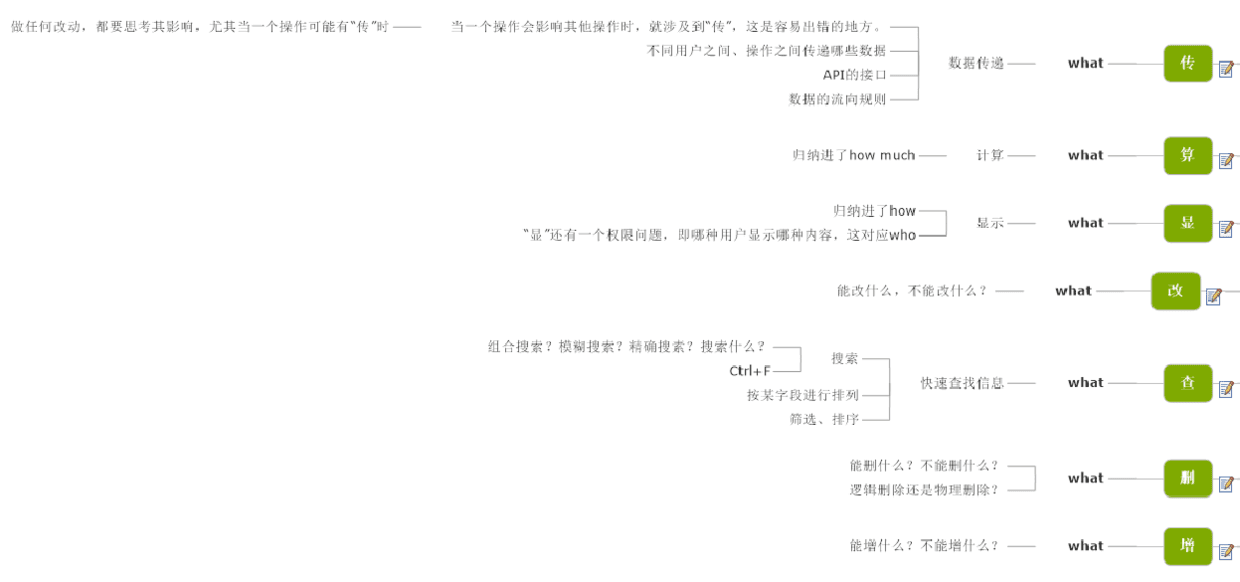 做任何改动，都要思考其影响，尤其当一个操作可能有“传”时
当一个操作会影响其他操作时，就涉及到“传”，这是容易出错的地方。
不同用户之间、操作之间传递哪些数据
API的接口
数据的流向规则
数据传递
what
传
归纳进了how much
计算
what
算
归纳进了how
“显”还有一个权限问题，即哪种用户显示哪种内容，这对应who
显示
what
显
能改什么，不能改什么？
what
改
组合搜索？模糊搜索？精确搜索？搜索什么？
Ctrl+F
搜索
按某字段进行排列
筛选、排序
快速查找信息
what
查
能删什么？不能删什么？
逻辑删除还是物理删除？
what
删
能增什么？不能增什么？
what
增